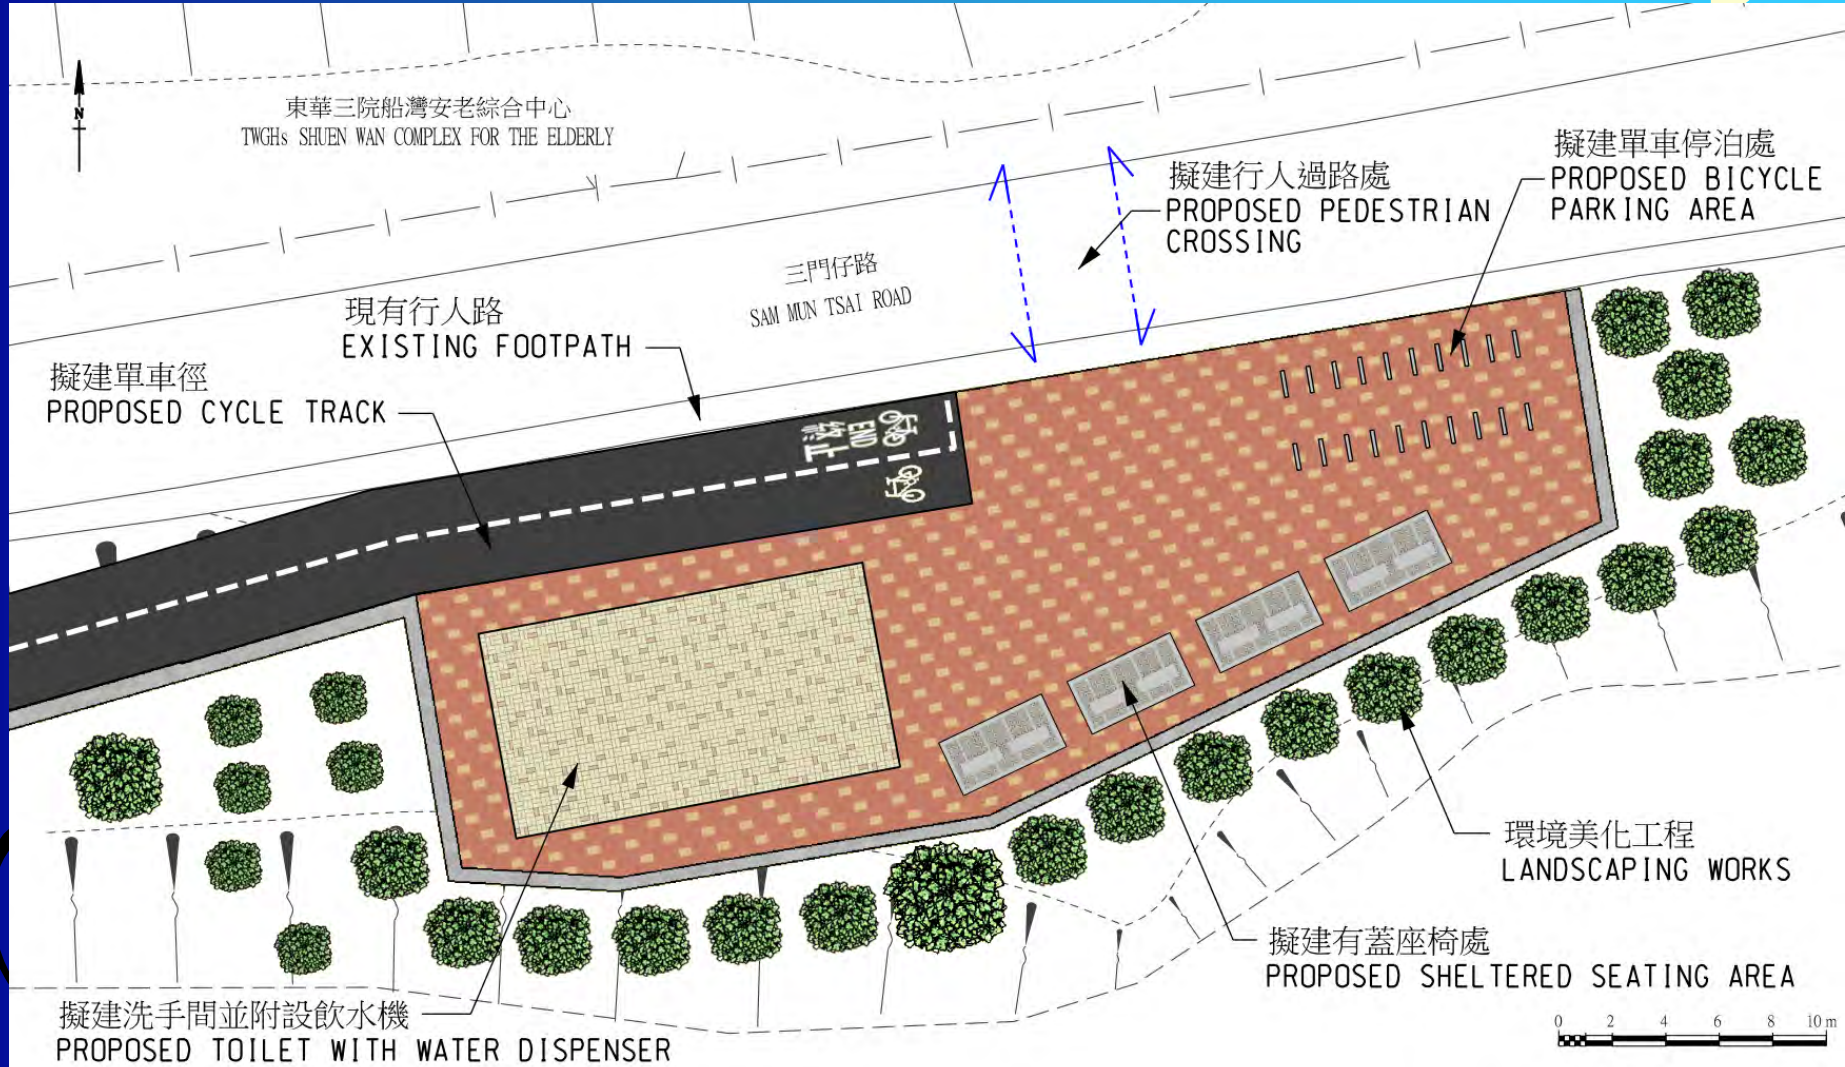 N
東華三院船灣安老綜合中心
TWGHs SHUEN WAN COMPLEX FOR THE ELDERLY
擬建單車停泊處
PROPOSED BICYCLE
PARKING AREA
擬建行人過路處
PROPOSED PEDESTRIAN
CROSSING
三門仔路
SAM MUN TSAI ROAD
現有行人路
EXISTING FOOTPATH
擬建單車徑
PROPOSED CYCLE TRACK
END
終止
環境美化工程
LANDSCAPING WORKS
擬建有蓋座椅處
PROPOSED SHELTERED SEATING AREA
擬建洗手間並附設飲水機
PROPOSED TOILET WITH WATER DISPENSER
0 2 4 6 8 10 m